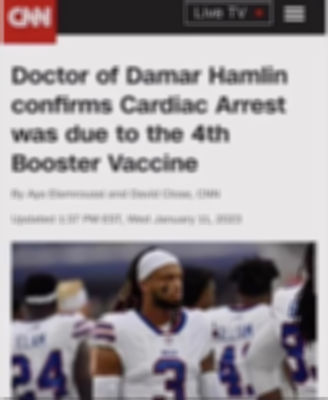 CNN
Live TV
Doctor of Damar Hamlin
confirms Cardiac Arrest
was due to the 4th
Booster Vaccine
By Aya Elamroussi and David Close, CNN
Updated 1:37 PM EST, Wed January 11, 2023
ELAM
24
3